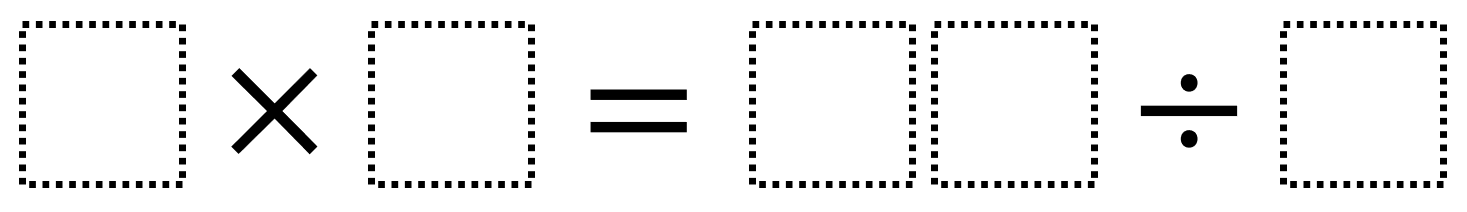 □ × □ = □□ ÷ □